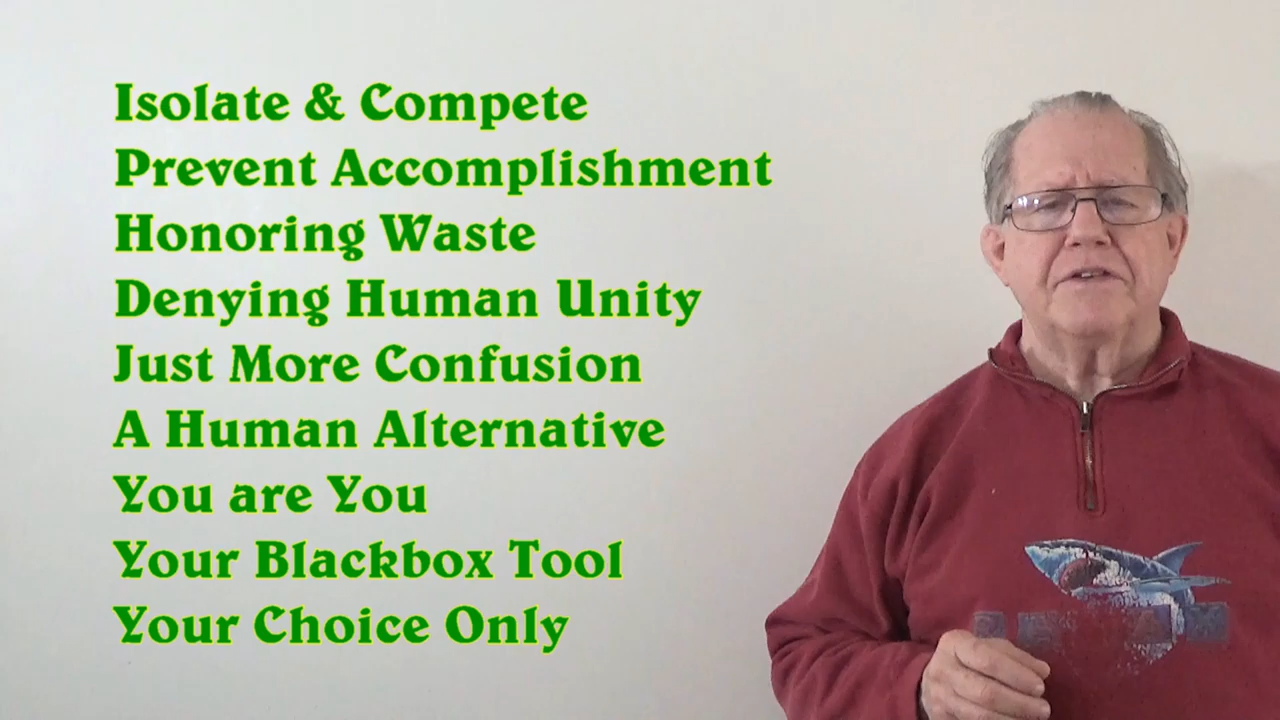 Isolate & Compete
Prevent Accomplishment
Honoring Waste
Denying Human Unity
Just More Confusion
A Human Alternative
You are You
Your Blackbox Tool
Your Choice Only